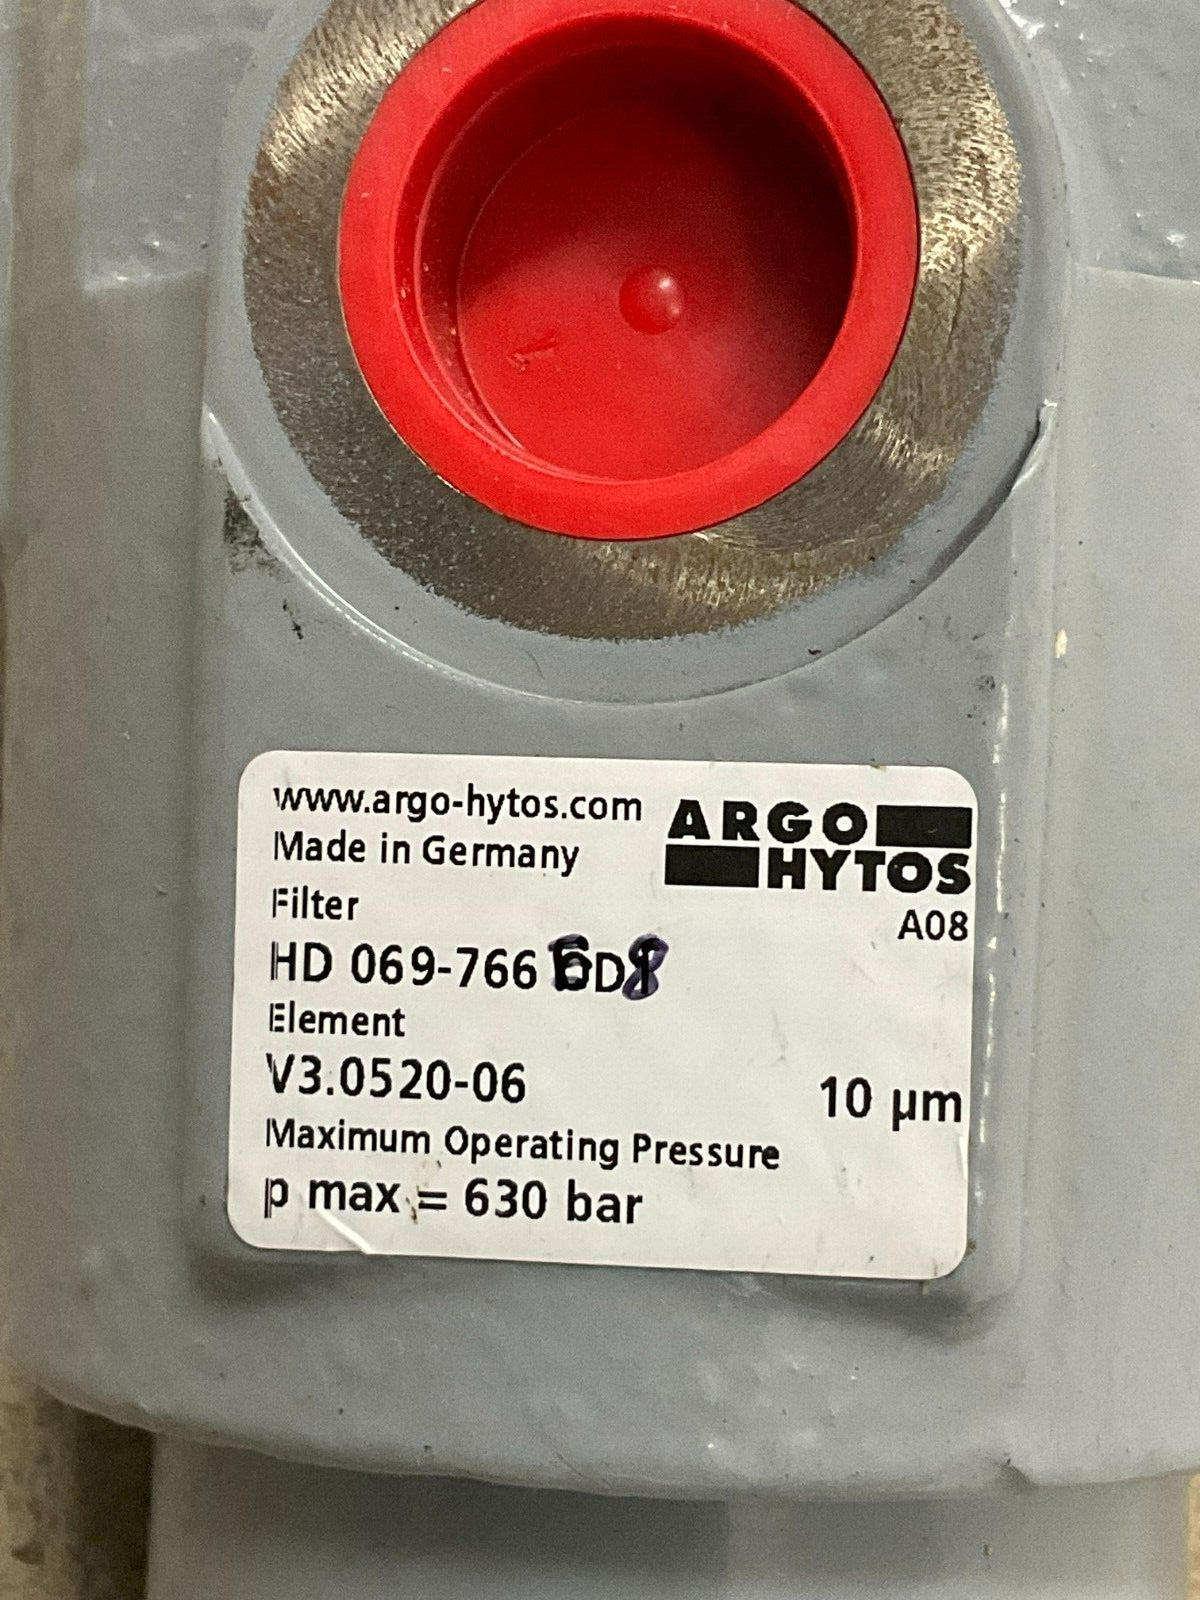 www.argo-hytos.com
Made in Germany
ARGO
HYTOS
Filter
A08
HD 069-766
Element
V3.0520-06
10 µm
Maximum Operating Pressure
p max = 630 bar